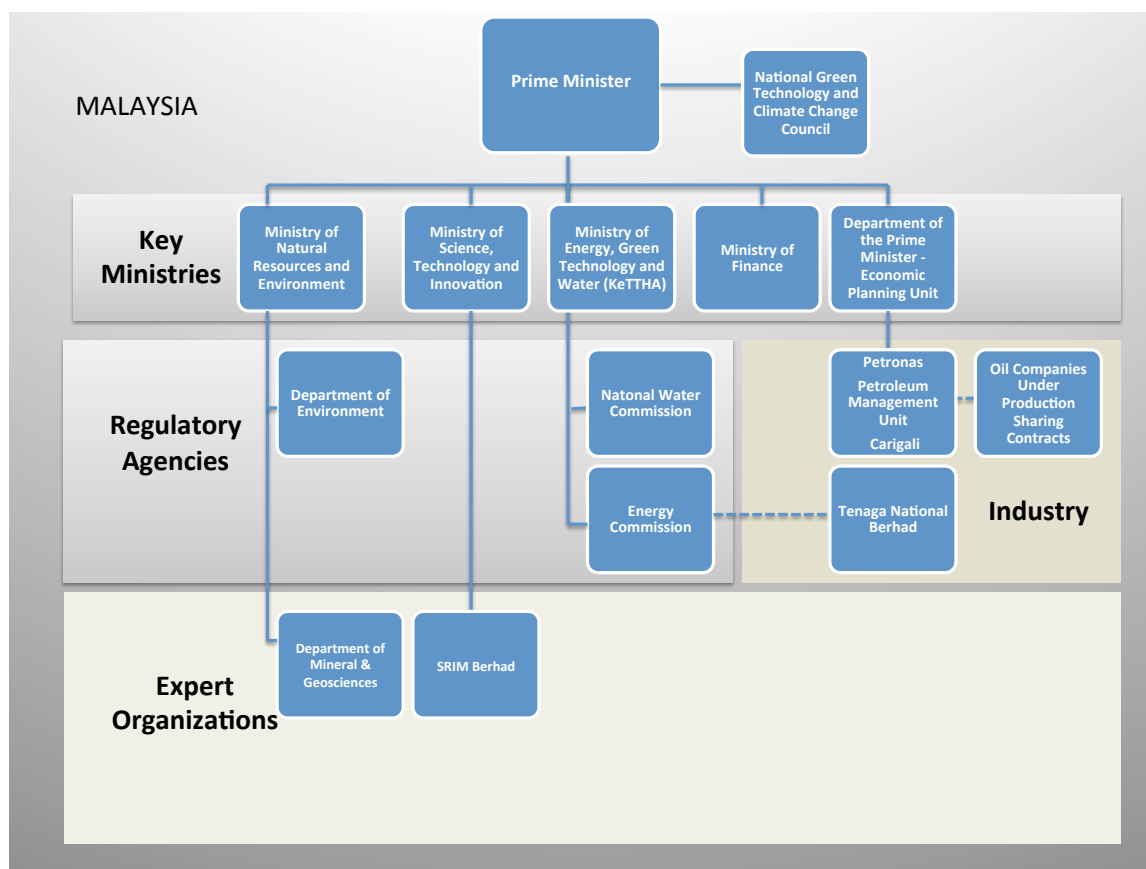 MALAYSIA
Prime Minister
National Green
Technology and
Climate Change
Council
Key
Ministries
Ministry of
Natural
Resources and
Environment
Ministry of
Science,
Technology and
Innovation
Ministry of
Energy, Green
Technology and
Water (KeTTHA)
Ministry of
Finance
Department of
the Prime
Minister -
Economic
Planning Unit
Regulatory
Agencies
Department of
Environment
Natonal Water
Commission
Petronas
Petroleum
Management
Unit
Carigali
Oil Companies
Under
Production
Sharing
Contracts
Energy
Commission
Tenaga National
Berhad
Industry
Expert
Organizations
Department of
Mineral &
Geosciences
SRIM Berhad